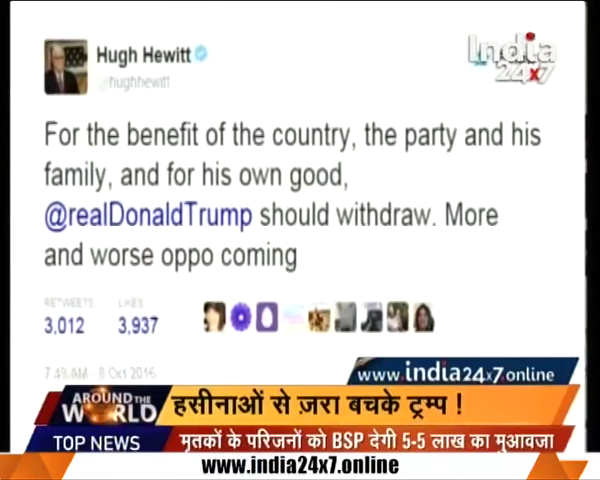 Hugh Hewitt
@hughhewitt
India
24x7
For the benefit of the country, the party and his
family, and for his own good,
@realDonaldTrump should withdraw. More
and worse oppo coming
RETWEETS LIKES
3,012 3,937
7:49 AM - 8 Oct 2016
www.india24x7.online
AROUND THE
WORLD
हसीनाओं से ज़रा बचके ट्रम्प !
TOP NEWS
मृतकों के परिजनों को BSP देगी 5-5 लाख का मुआवजा
www.india24x7.online